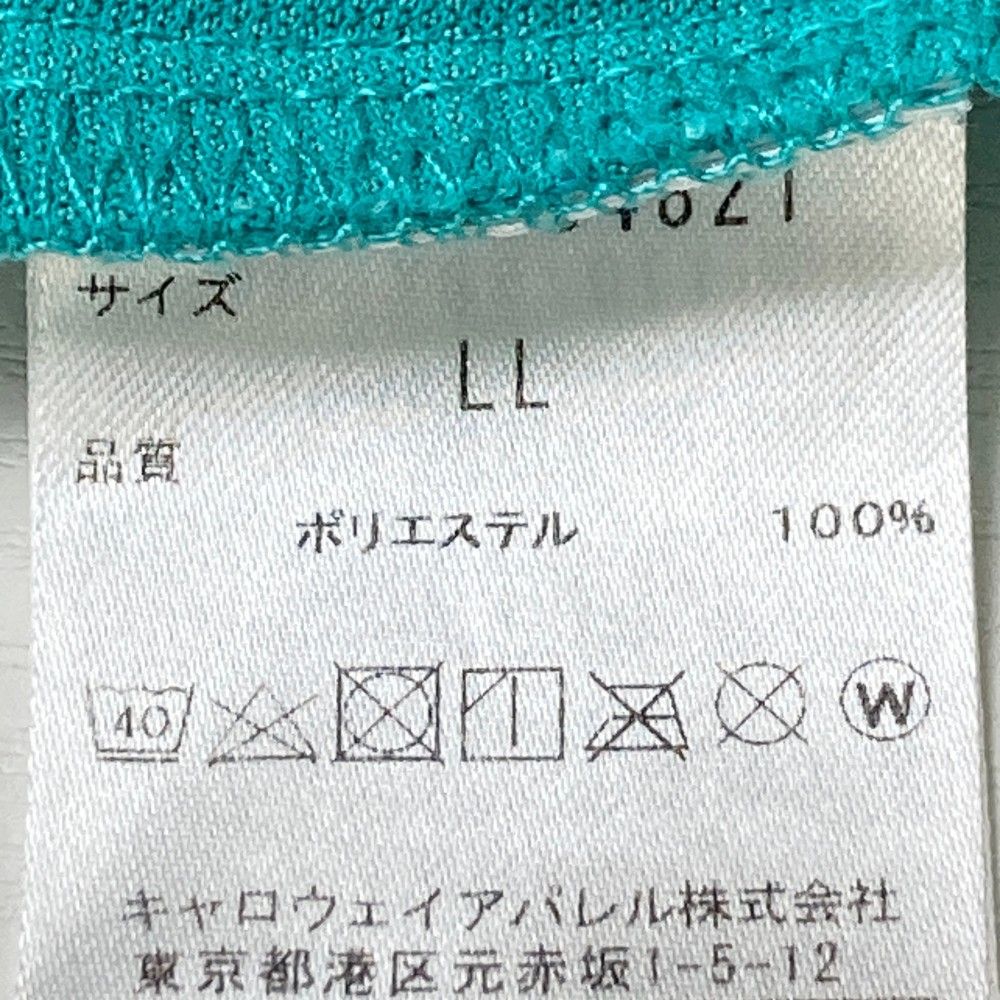 サイズ
LL
品質
ポリエステル 100%
40 W
キャロウェイアパレル株式会社
東京都港区元赤坂1-5-12